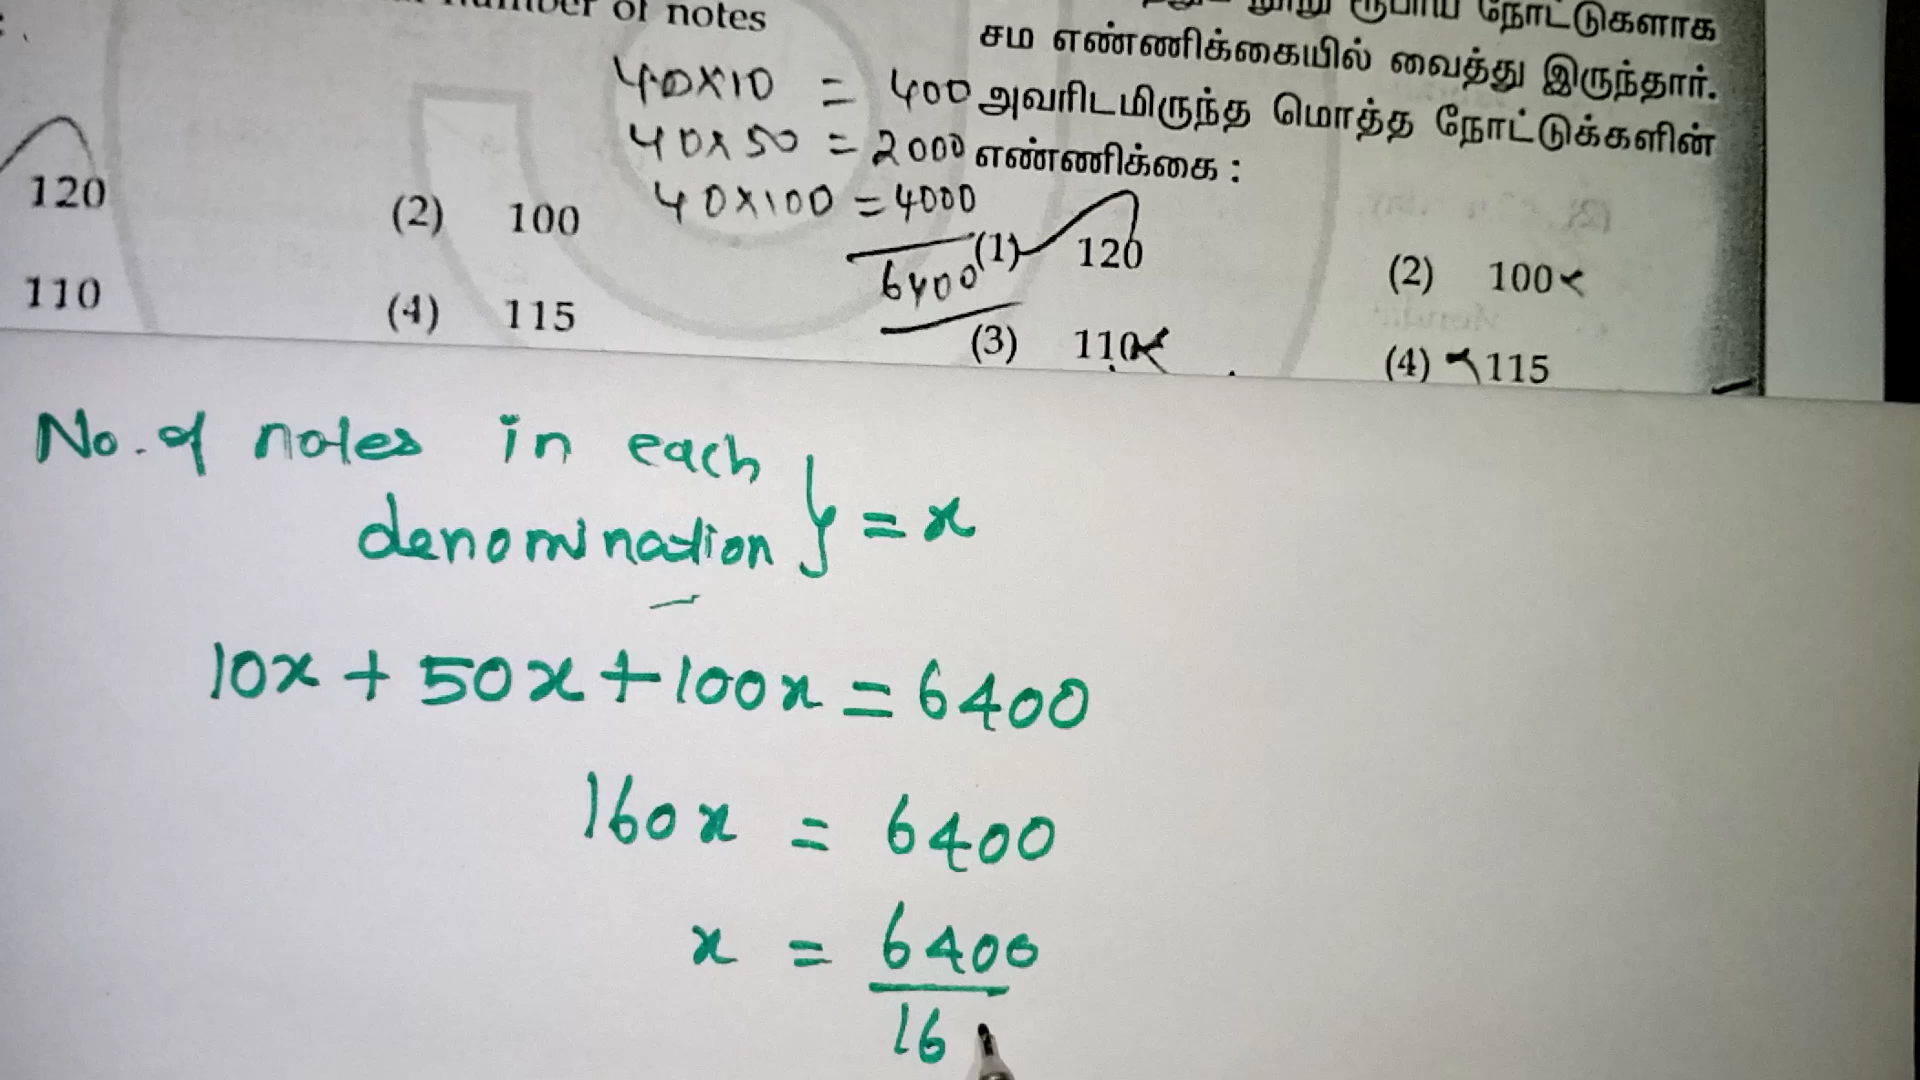 number of notes
ரூபாய் நோட்டுகளாக
சம எண்ணிக்கையில் வைத்து இருந்தார்.
அவரிடமிருந்த மொத்த நோட்டுக்களின்
எண்ணிக்கை :
40×10 = 400
40×50 = 2000
40×100 = 4000
6400
120
(2) 100
110
(4) 115
(1) 120
(2) 100
(3) 110
(4) 115
No. of notes in each
denomination } = x
10x + 50x + 100x = 6400
160x = 6400
x = 6400
16